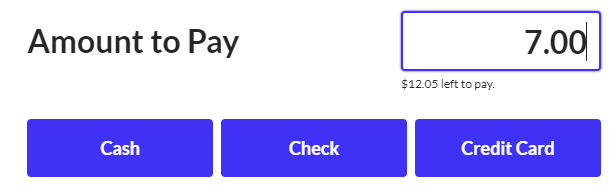 Amount to Pay
7.00
$12.05 left to pay.
Cash
Check
Credit Card